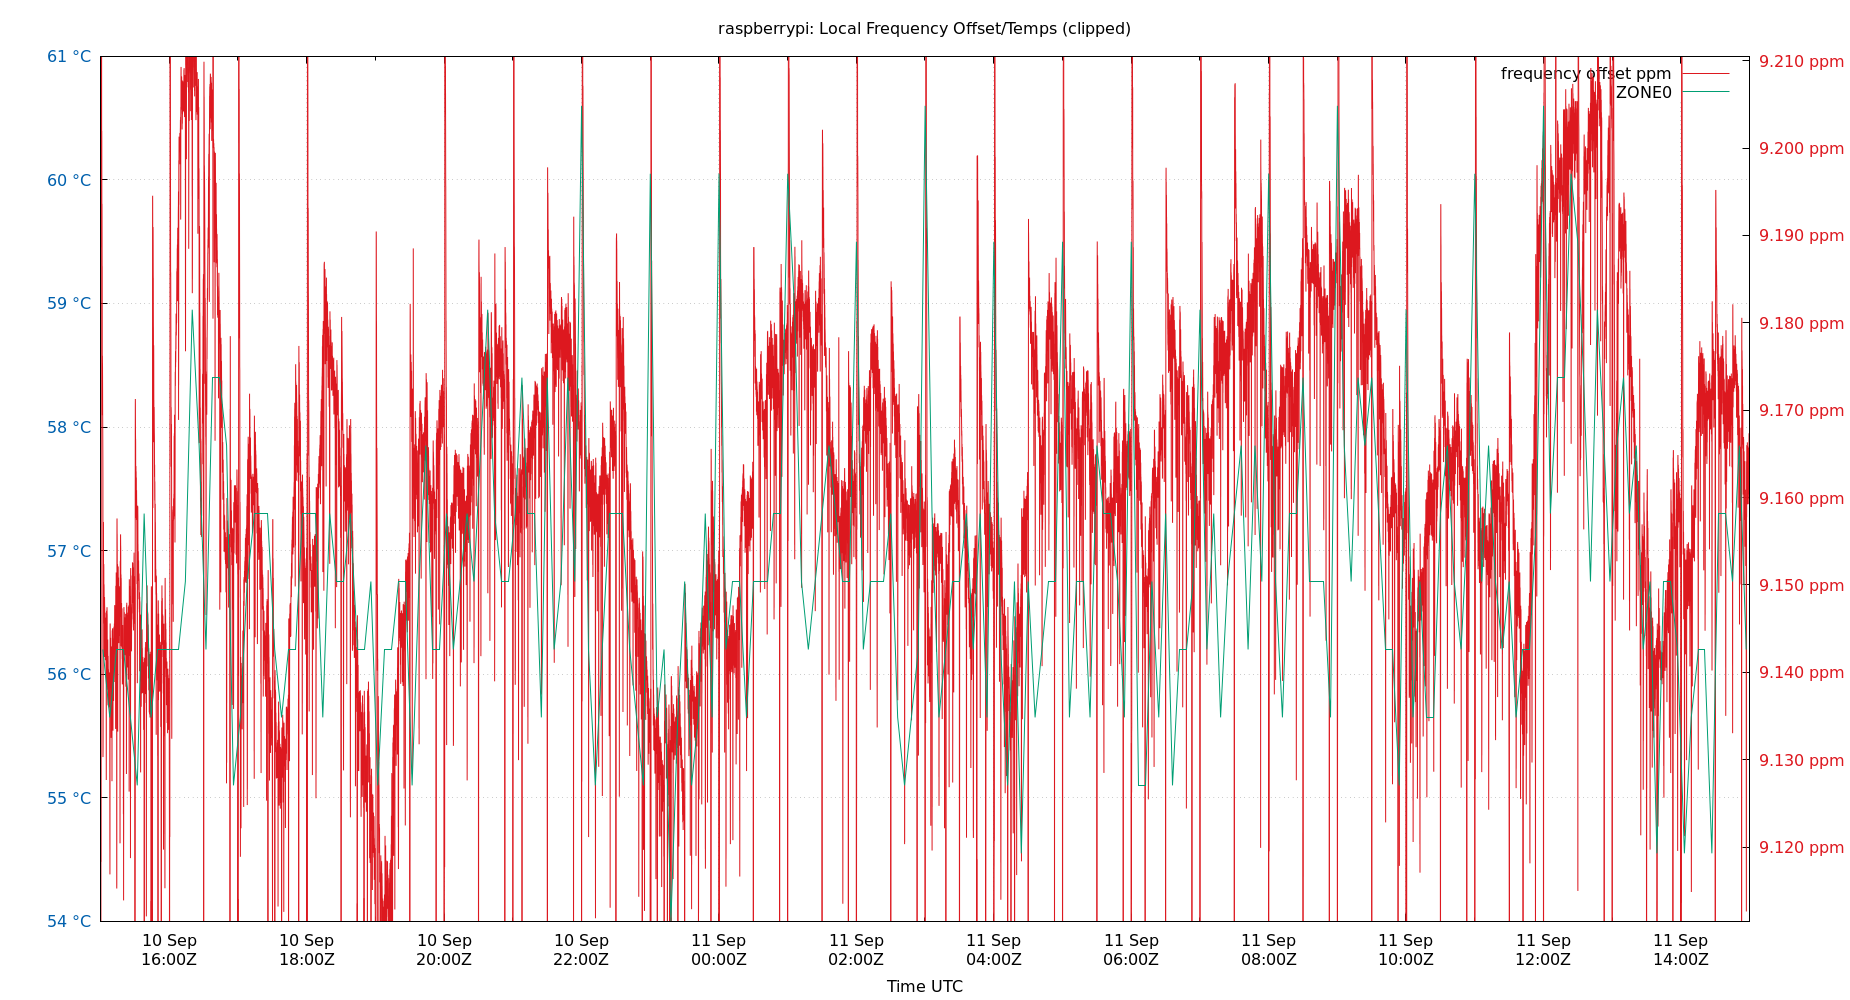 raspberrypi: Local Frequency Offset/Temps (clipped)
61 °C
60 °C
59 °C
58 °C
57 °C
56 °C
55 °C
54 °C
frequency offset ppm
ZONE0
9.210 ppm
9.200 ppm
9.190 ppm
9.180 ppm
9.170 ppm
9.160 ppm
9.150 ppm
9.140 ppm
9.130 ppm
9.120 ppm
10 Sep 10 Sep 10 Sep 10 Sep 11 Sep 11 Sep 11 Sep 11 Sep 11 Sep 11 Sep 11 Sep 11 Sep
16:00Z 18:00Z 20:00Z 22:00Z 00:00Z 02:00Z 04:00Z 06:00Z 08:00Z 10:00Z 12:00Z 14:00Z
Time UTC